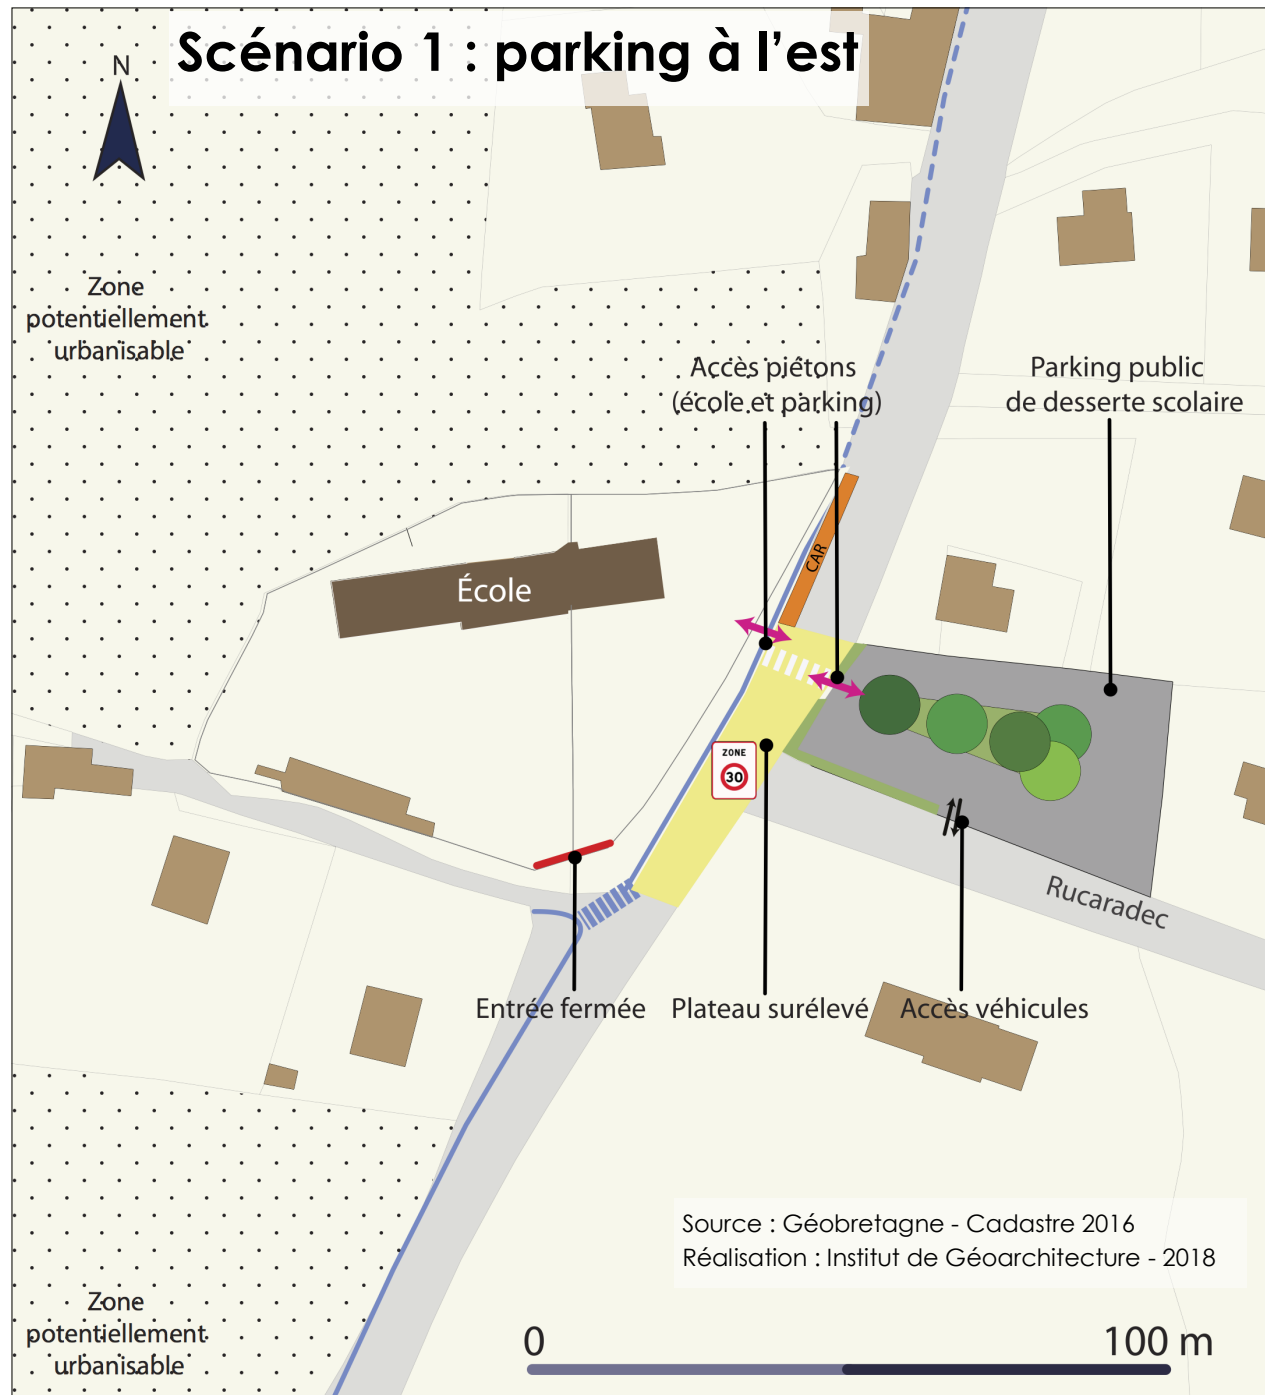 Scénario 1 : parking à l'est
N
Zone
potentiellement
urbanisable
Accès piétons
(école et parking)
Parking public
de desserte scolaire
CAR
École
ZONE
30
Rucaradec
Entrée fermée
Plateau surélevé
Accès véhicules
Source : Géobretagne - Cadastre 2016
Réalisation : Institut de Géoarchitecture - 2018
Zone
potentiellement
urbanisable
0
100 m